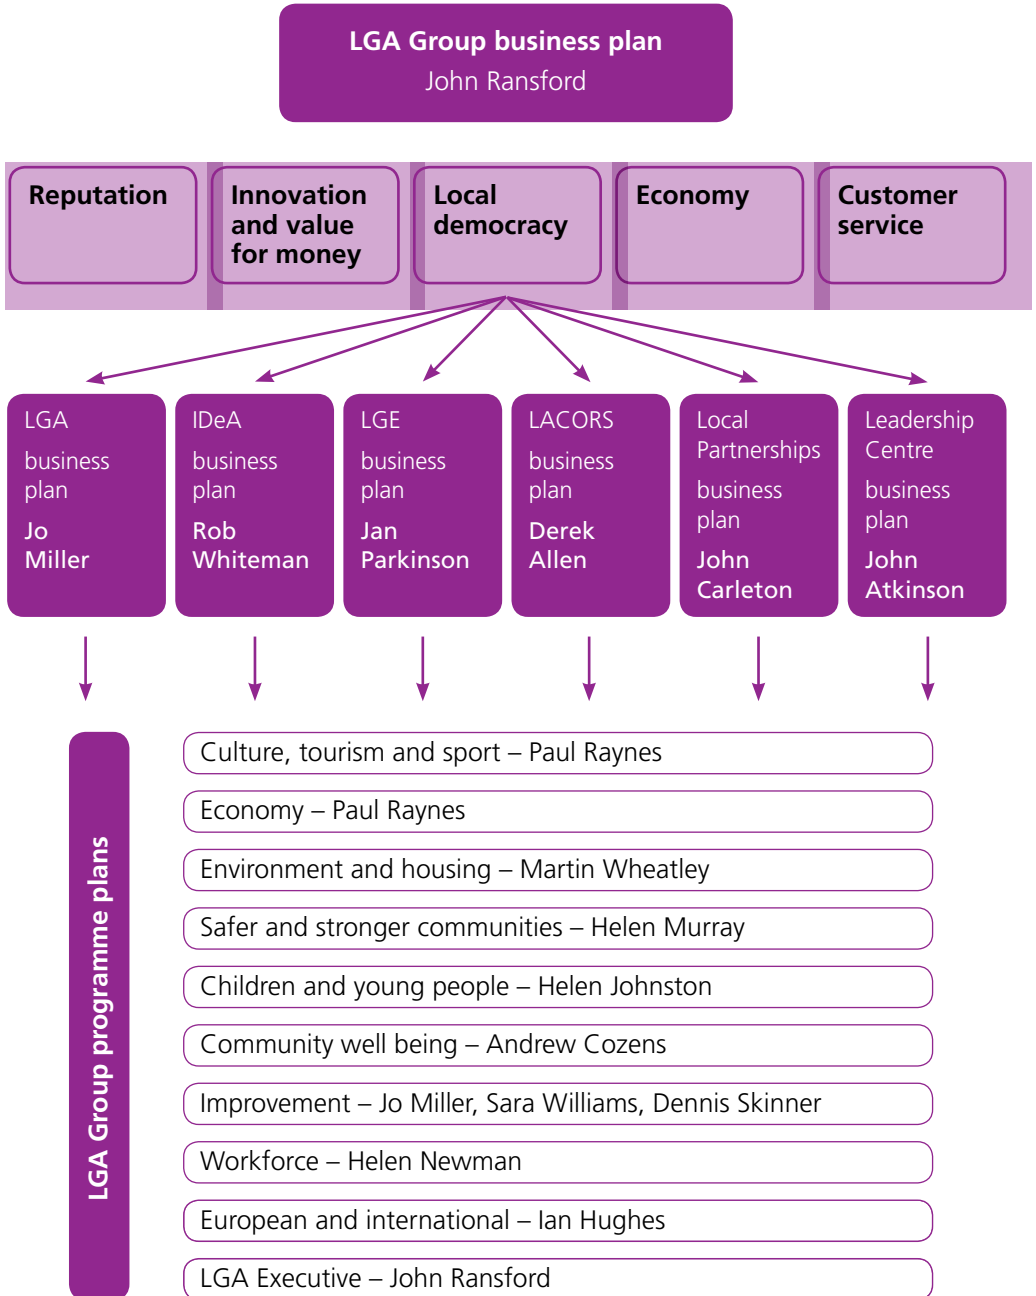 LGA Group business plan
John Ransford
Reputation
Innovation
and value
for money
Local
democracy
Economy
Customer
service
LGA
business
plan
Jo
Miller
IDeA
business
plan
Rob
Whiteman
LGE
business
plan
Jan
Parkinson
LACORS
business
plan
Derek
Allen
Local
Partnerships
business
plan
John
Carleton
Leadership
Centre
business
plan
John
Atkinson
LGA Group programme plans
Culture, tourism and sport – Paul Raynes
Economy – Paul Raynes
Environment and housing – Martin Wheatley
Safer and stronger communities – Helen Murray
Children and young people – Helen Johnston
Community well being – Andrew Cozens
Improvement – Jo Miller, Sara Williams, Dennis Skinner
Workforce – Helen Newman
European and international – Ian Hughes
LGA Executive – John Ransford